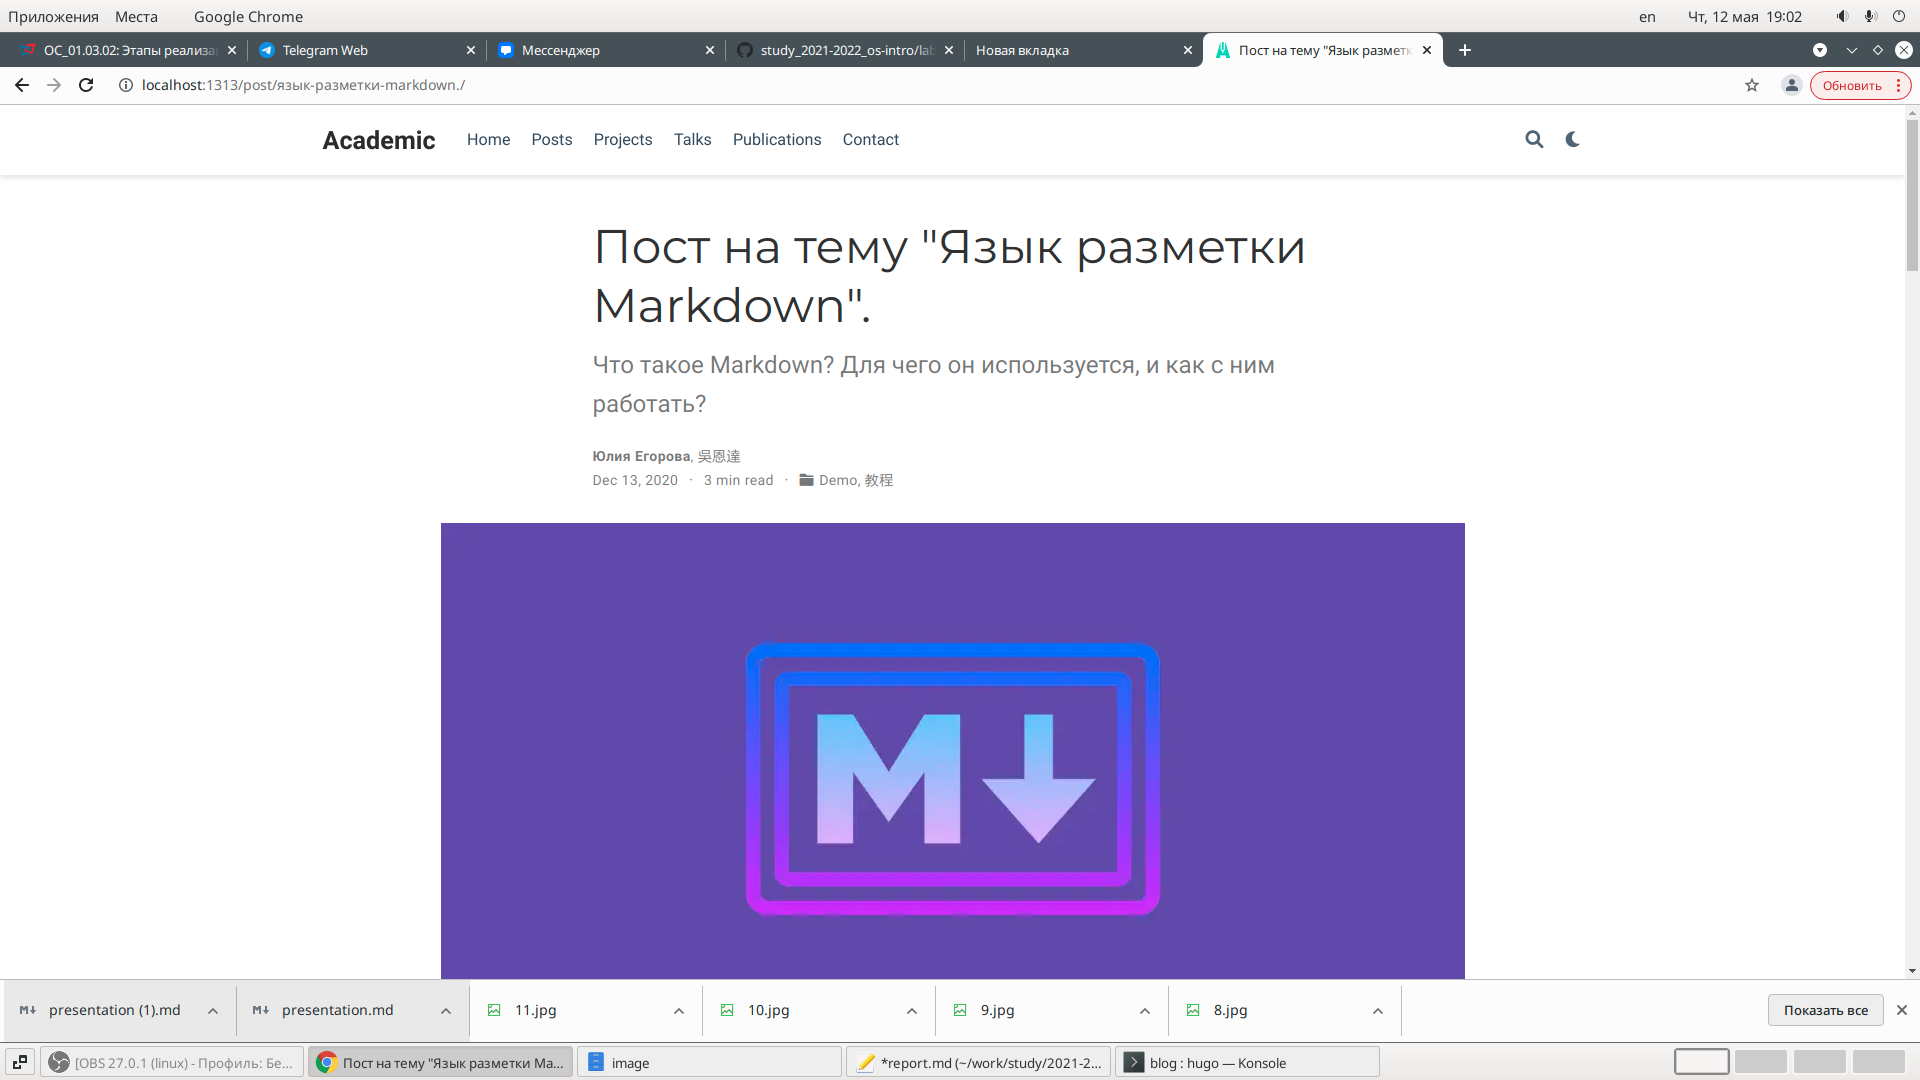 Приложения Места Google Chrome en Чт, 12 мая 19:02
ОС_01.03.02: Этапы реализа Telegram Web Мессенджер study_2021-2022_os-intro/lab Новая вкладка Пост на тему "Язык разметк
localhost:1313/post/язык-разметки-markdown./ Обновить
Academic Home Posts Projects Talks Publications Contact
Пост на тему "Язык разметки
Markdown".
Что такое Markdown? Для чего он используется, и как с ним
работать?
Юлия Егорова, 吳恩達
Dec 13, 2020 · 3 min read · Demo, 教程
M
presentation (1).md presentation.md 11.jpg 10.jpg 9.jpg 8.jpg Показать все
[OBS 27.0.1 (linux) - Профиль: Бе... Пост на тему "Язык разметки Ma... image *report.md (~/work/study/2021-2... blog : hugo — Konsole